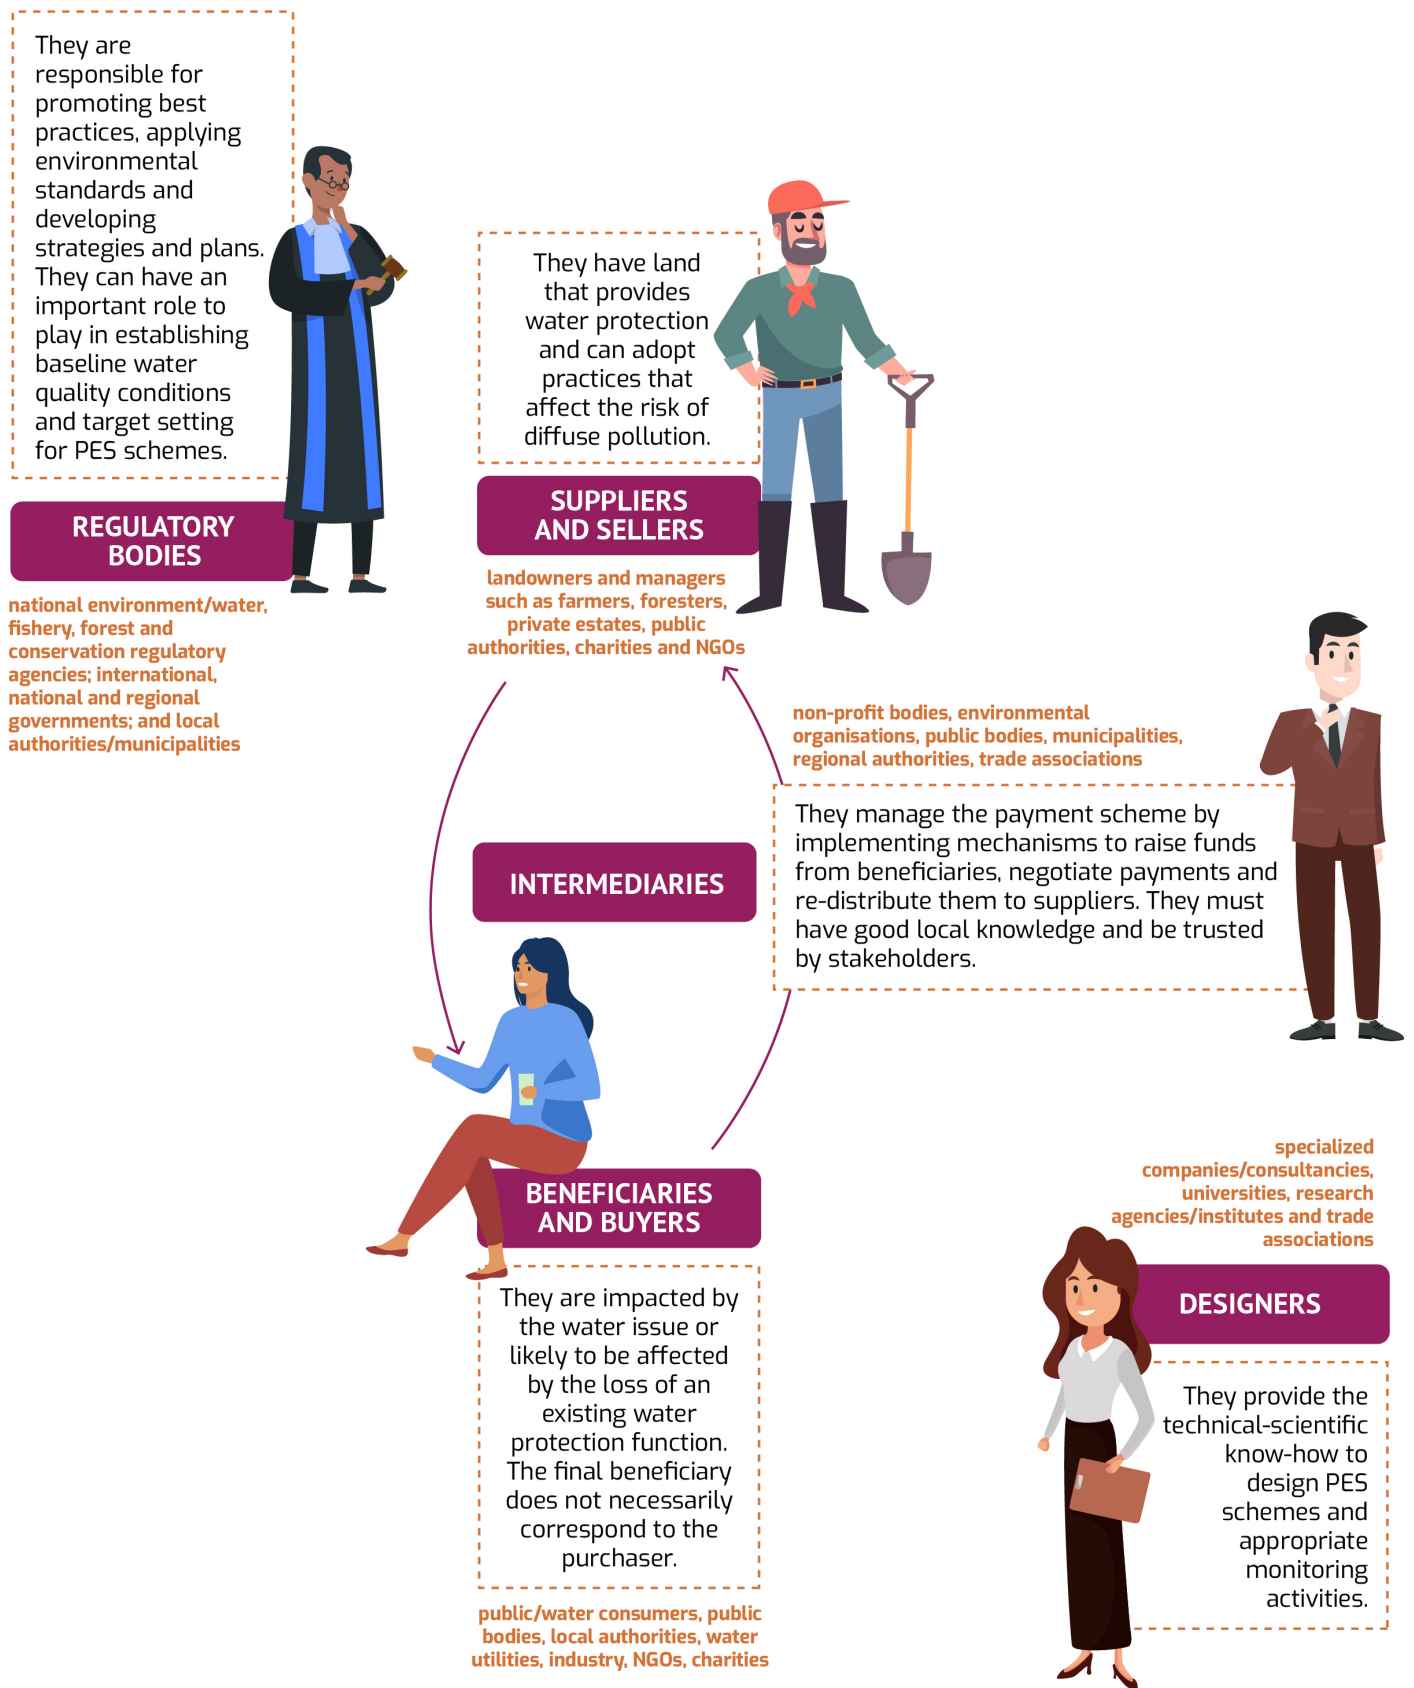 They are
responsible for
promoting best
practices, applying
environmental
standards and
developing
strategies and plans.
They can have an
important role to
play in establishing
baseline water
quality conditions
and target setting
for PES schemes.
REGULATORY
BODIES
national environment/water,
fishery, forest and
conservation regulatory
agencies; international,
national and regional
governments; and local
authorities/municipalities
They have land
that provides
water protection
and can adopt
practices that
affect the risk of
diffuse pollution.
SUPPLIERS
AND SELLERS
landowners and managers
such as farmers, foresters,
private estates, public
authorities, charities and NGOs
INTERMEDIARIES
non-profit bodies, environmental
organisations, public bodies, municipalities,
regional authorities, trade associations
They manage the payment scheme by
implementing mechanisms to raise funds
from beneficiaries, negotiate payments and
re-distribute them to suppliers. They must
have good local knowledge and be trusted
by stakeholders.
BENEFICIARIES
AND BUYERS
They are impacted by
the water issue or
likely to be affected
by the loss of an
existing water
protection function.
The final beneficiary
does not necessarily
correspond to the
purchaser.
public/water consumers, public
bodies, local authorities, water
utilities, industry, NGOs, charities
specialized
companies/consultancies,
universities, research
agencies/institutes and trade
associations
DESIGNERS
They provide the
technical-scientific
know-how to
design PES
schemes and
appropriate
monitoring
activities.